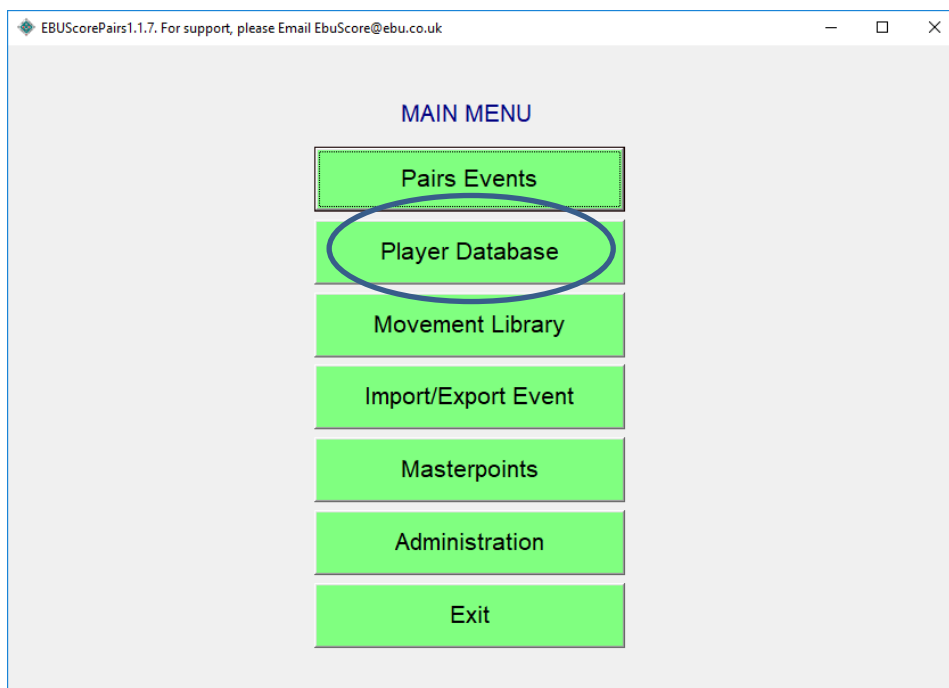 EBUScorePairs1.1.7. For support, please Email EbuScore@ebu.co.uk
MAIN MENU
Pairs Events
Player Database
Movement Library
Import/Export Event
Masterpoints
Administration
Exit